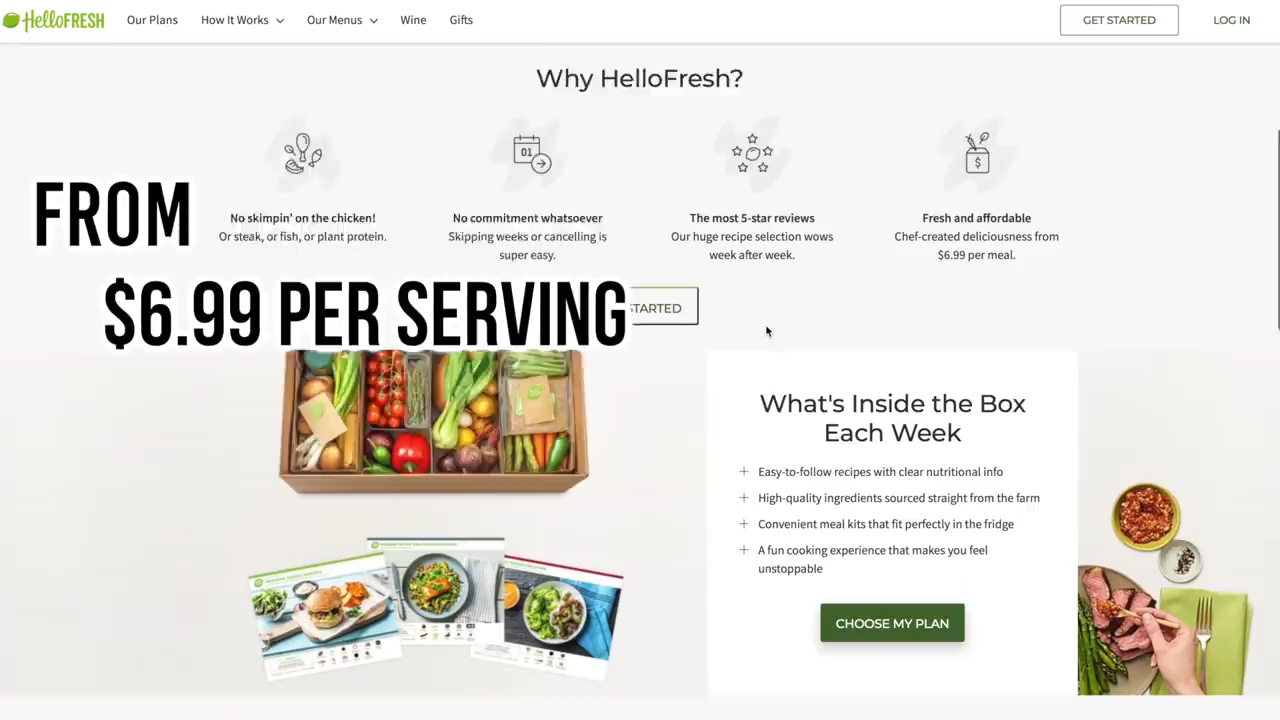 HelloFRESH
Our Plans
How It Works
Our Menus
Wine
Gifts
GET STARTED
LOG IN
Why HelloFresh?
01
$
No skimpin' on the chicken!
Or steak, or fish, or plant protein.
No commitment whatsoever
Skipping weeks or cancelling is
super easy.
The most 5-star reviews
Our huge recipe selection wows
week after week.
Fresh and affordable
Chef-created deliciousness from
$6.99 per meal.
FROM
$6.99 PER SERVING
STARTED
What's Inside the Box
Each Week
Easy-to-follow recipes with clear nutritional info
High-quality ingredients sourced straight from the farm
Convenient meal kits that fit perfectly in the fridge
A fun cooking experience that makes you feel
unstoppable
CHOOSE MY PLAN